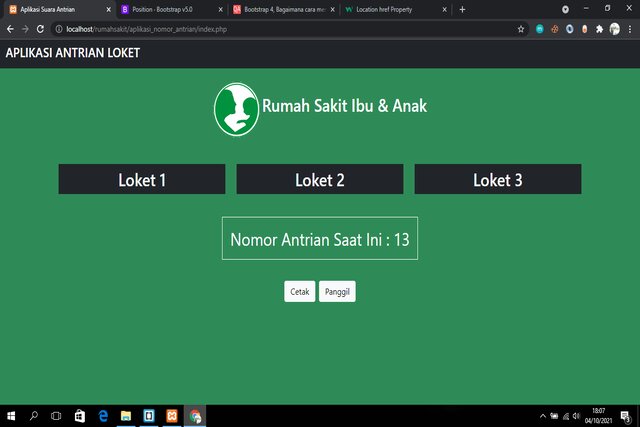 Aplikasi Suara Antrian
Position · Bootstrap v5.0
Bootstrap 4, Bagaimana cara me
Location href Property
localhost/rumahsakit/aplikasi_nomor_antrian/index.php
APLIKASI ANTRIAN LOKET
Rumah Sakit Ibu & Anak
Loket 1
Loket 2
Loket 3
Nomor Antrian Saat Ini : 13
Cetak
Panggil
18:07
04/10/2021